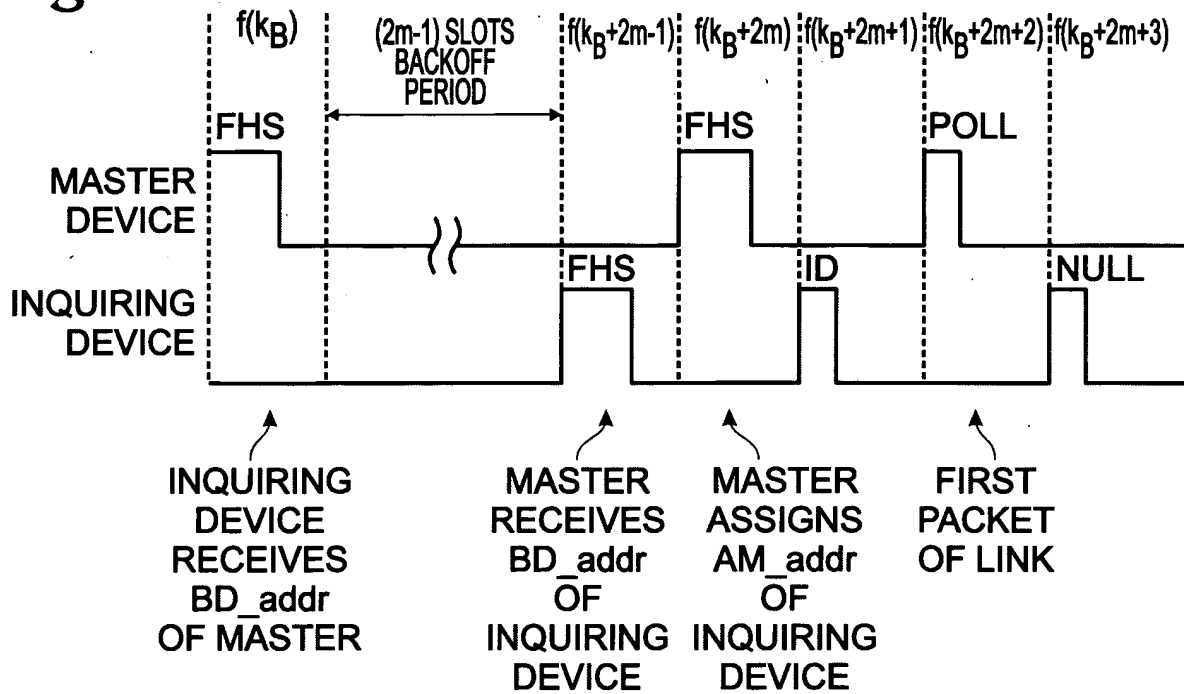 g
f(kB)
(2m-1) SLOTS
BACKOFF
PERIOD
f(kB+2m-1)
f(kB+2m)
f(kB+2m+1)
f(kB+2m+2)
f(kB+2m+3)
FHS
FHS
POLL
MASTER
DEVICE
FHS
ID
NULL
INQUIRING
DEVICE
INQUIRING
DEVICE
RECEIVES
BD_addr
OF MASTER
MASTER
RECEIVES
BD_addr
OF
INQUIRING
DEVICE
MASTER
ASSIGNS
AM_addr
OF
INQUIRING
DEVICE
FIRST
PACKET
OF LINK